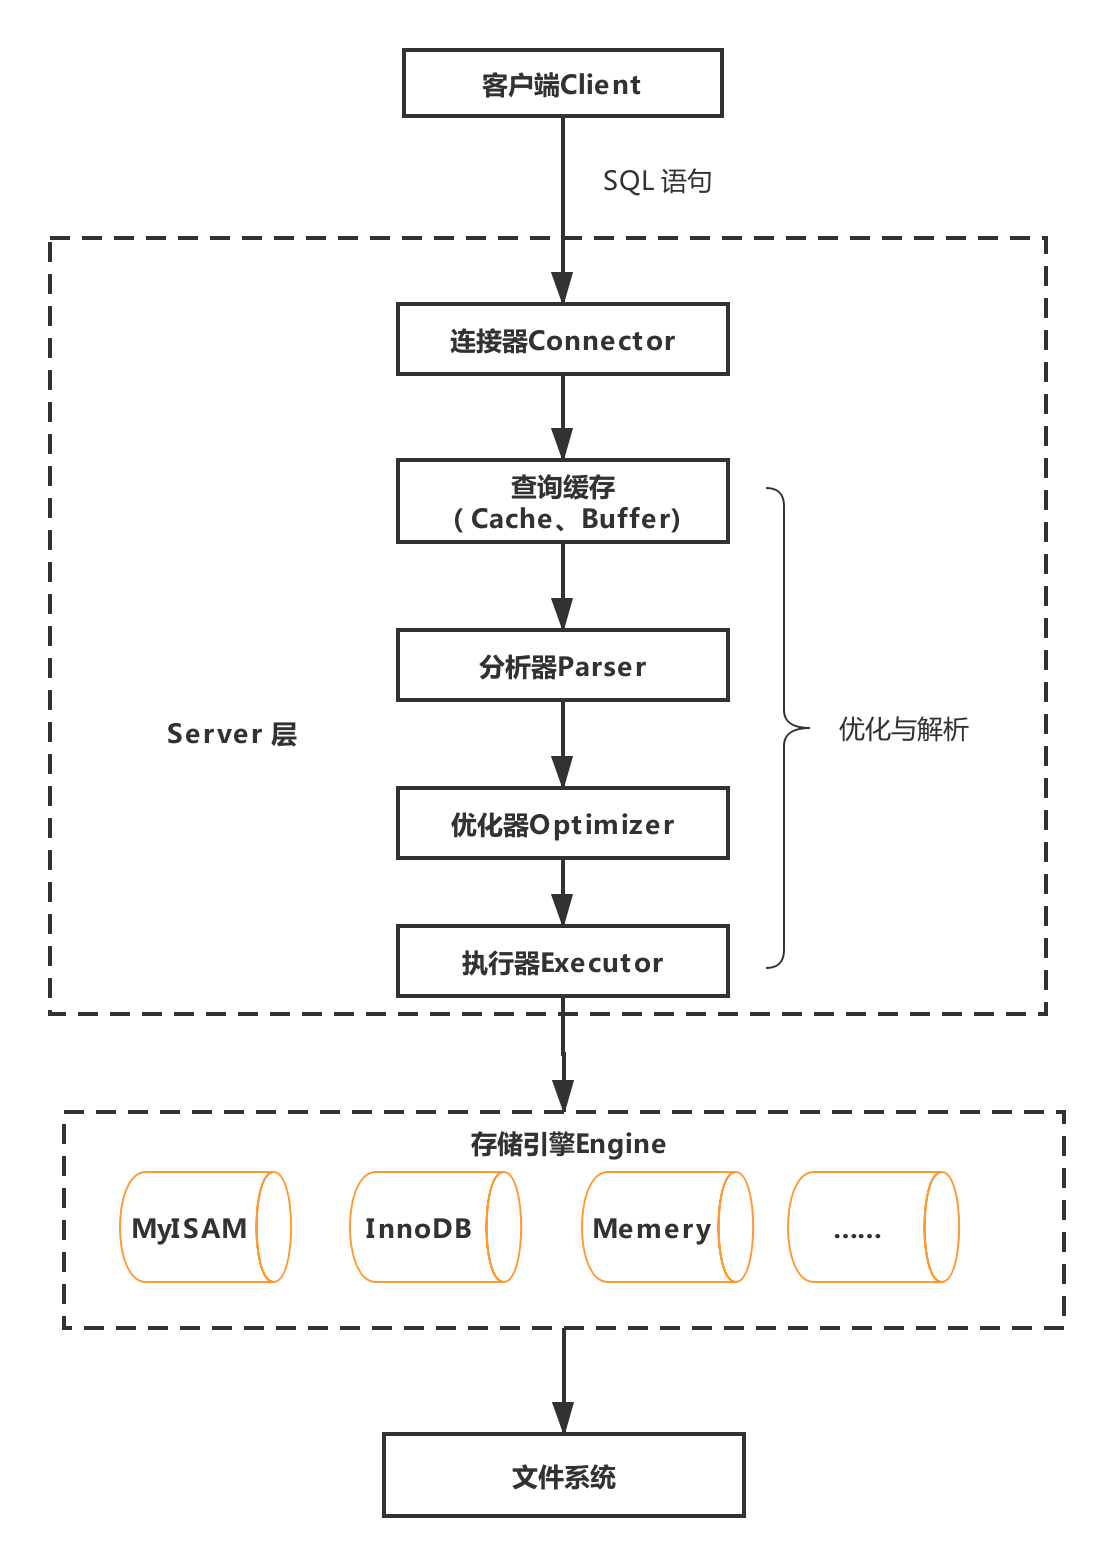 客户端Client
SQL 语句
连接器Connector
查询缓存
（Cache、Buffer)
分析器Parser
Server 层
优化与解析
优化器Optimizer
执行器Executor
存储引擎Engine
MyISAM
InnoDB
Memery
……
文件系统